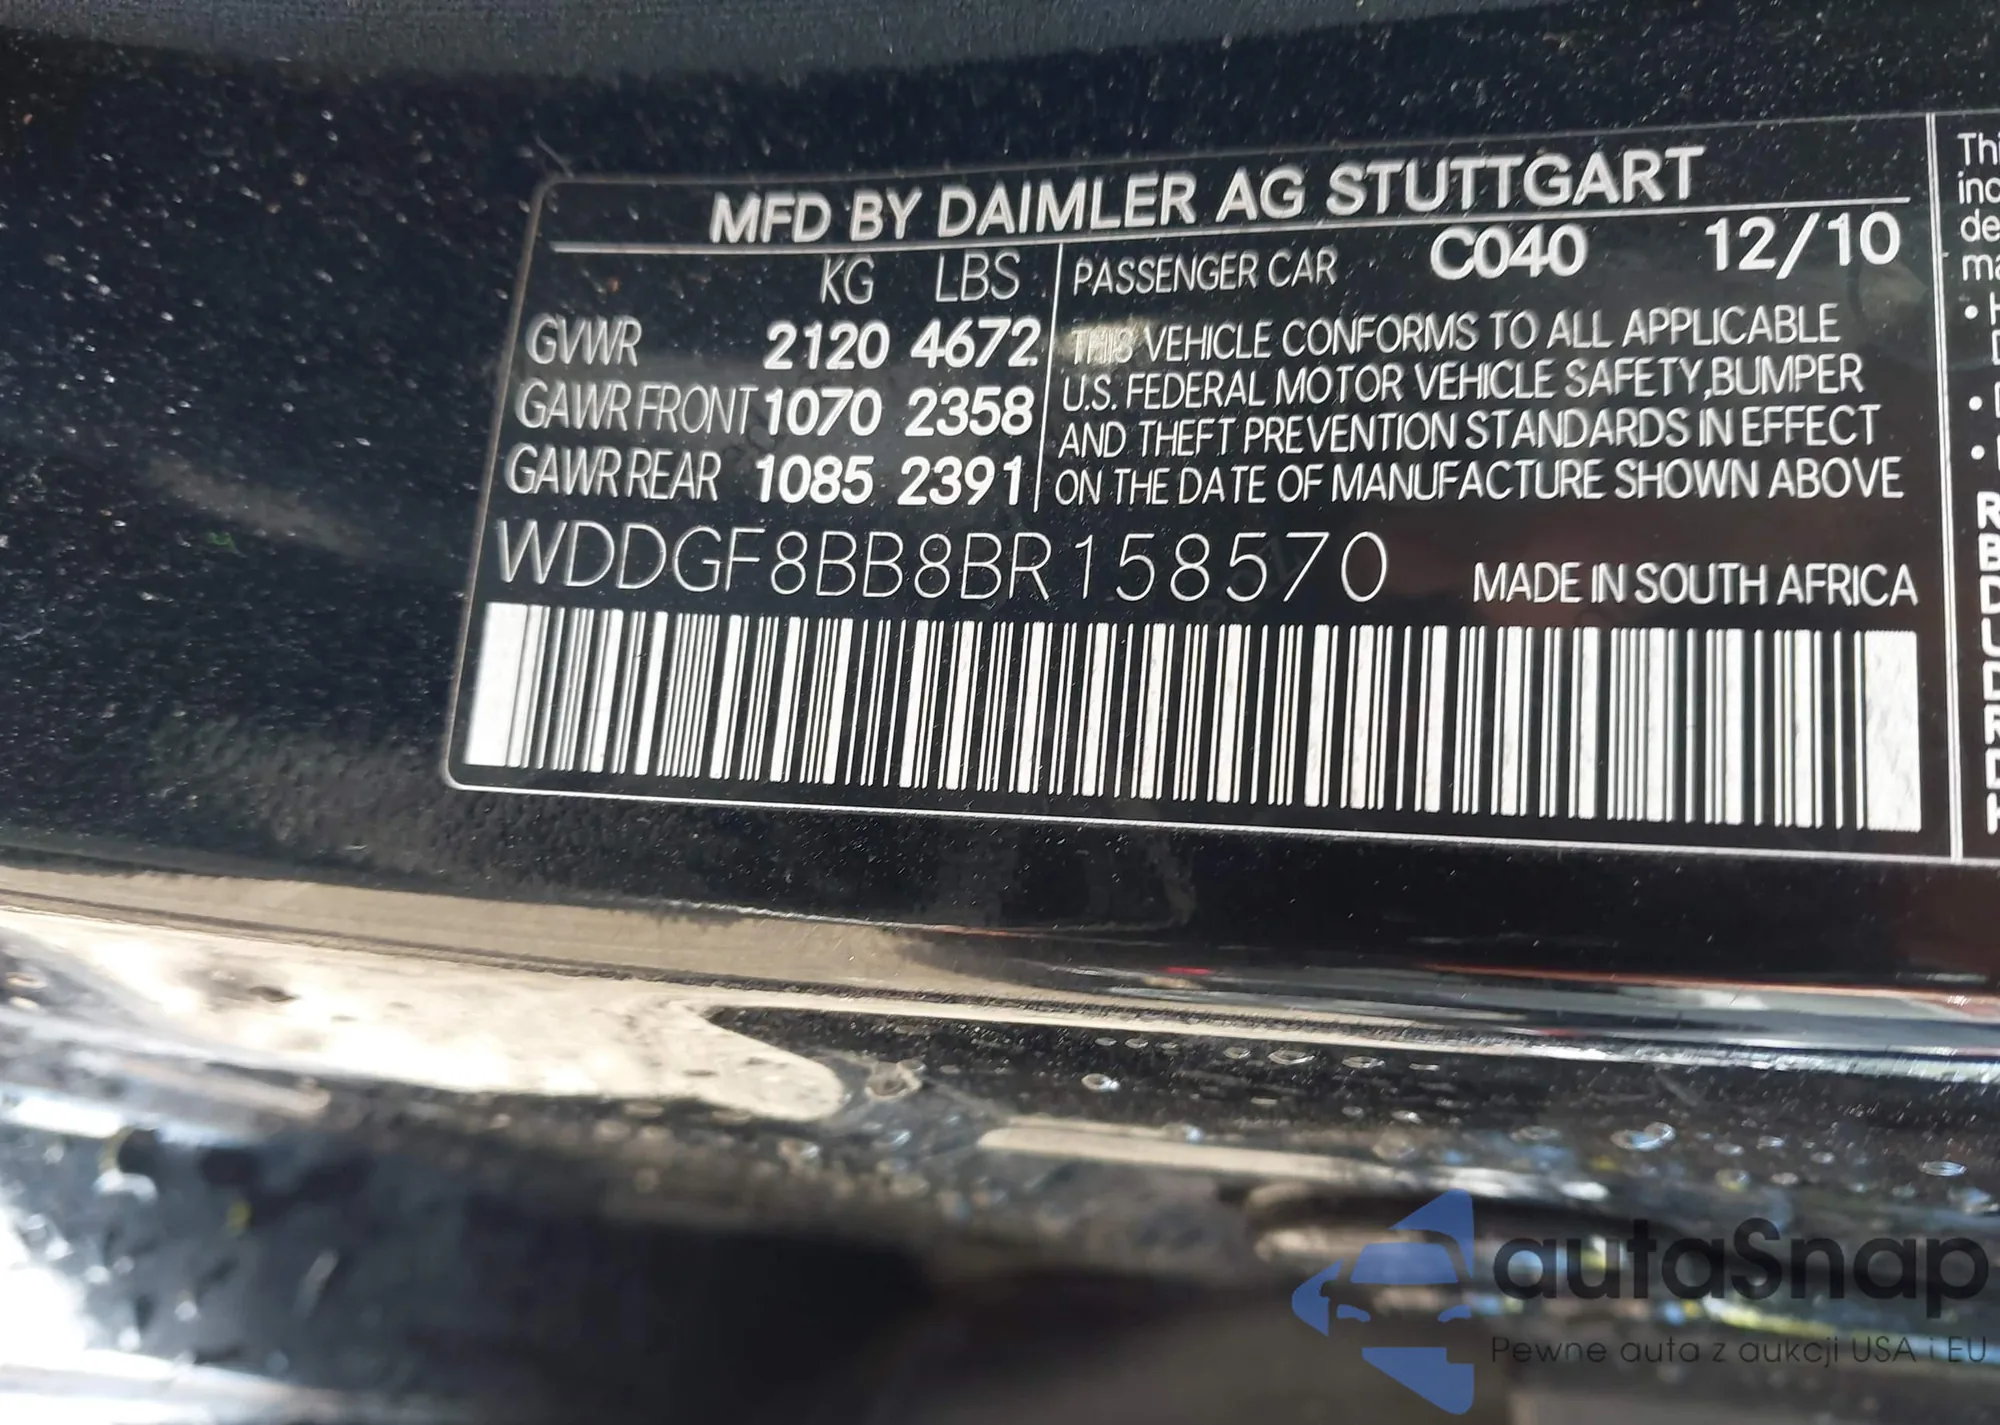 MFD BY DAIMLER AG STUTTGART
KG LBS
GVWR 2120 4672
GAWR FRONT 1070 2358
GAWR REAR 1085 2391
PASSENGER CAR C040 12/10
THIS VEHICLE CONFORMS TO ALL APPLICABLE
U.S. FEDERAL MOTOR VEHICLE SAFETY,BUMPER
AND THEFT PREVENTION STANDARDS IN EFFECT
ON THE DATE OF MANUFACTURE SHOWN ABOVE
WDDGF8BB8BR158570 MADE IN SOUTH AFRICA
autaSnap
Pewne auta z aukcji USA i EU